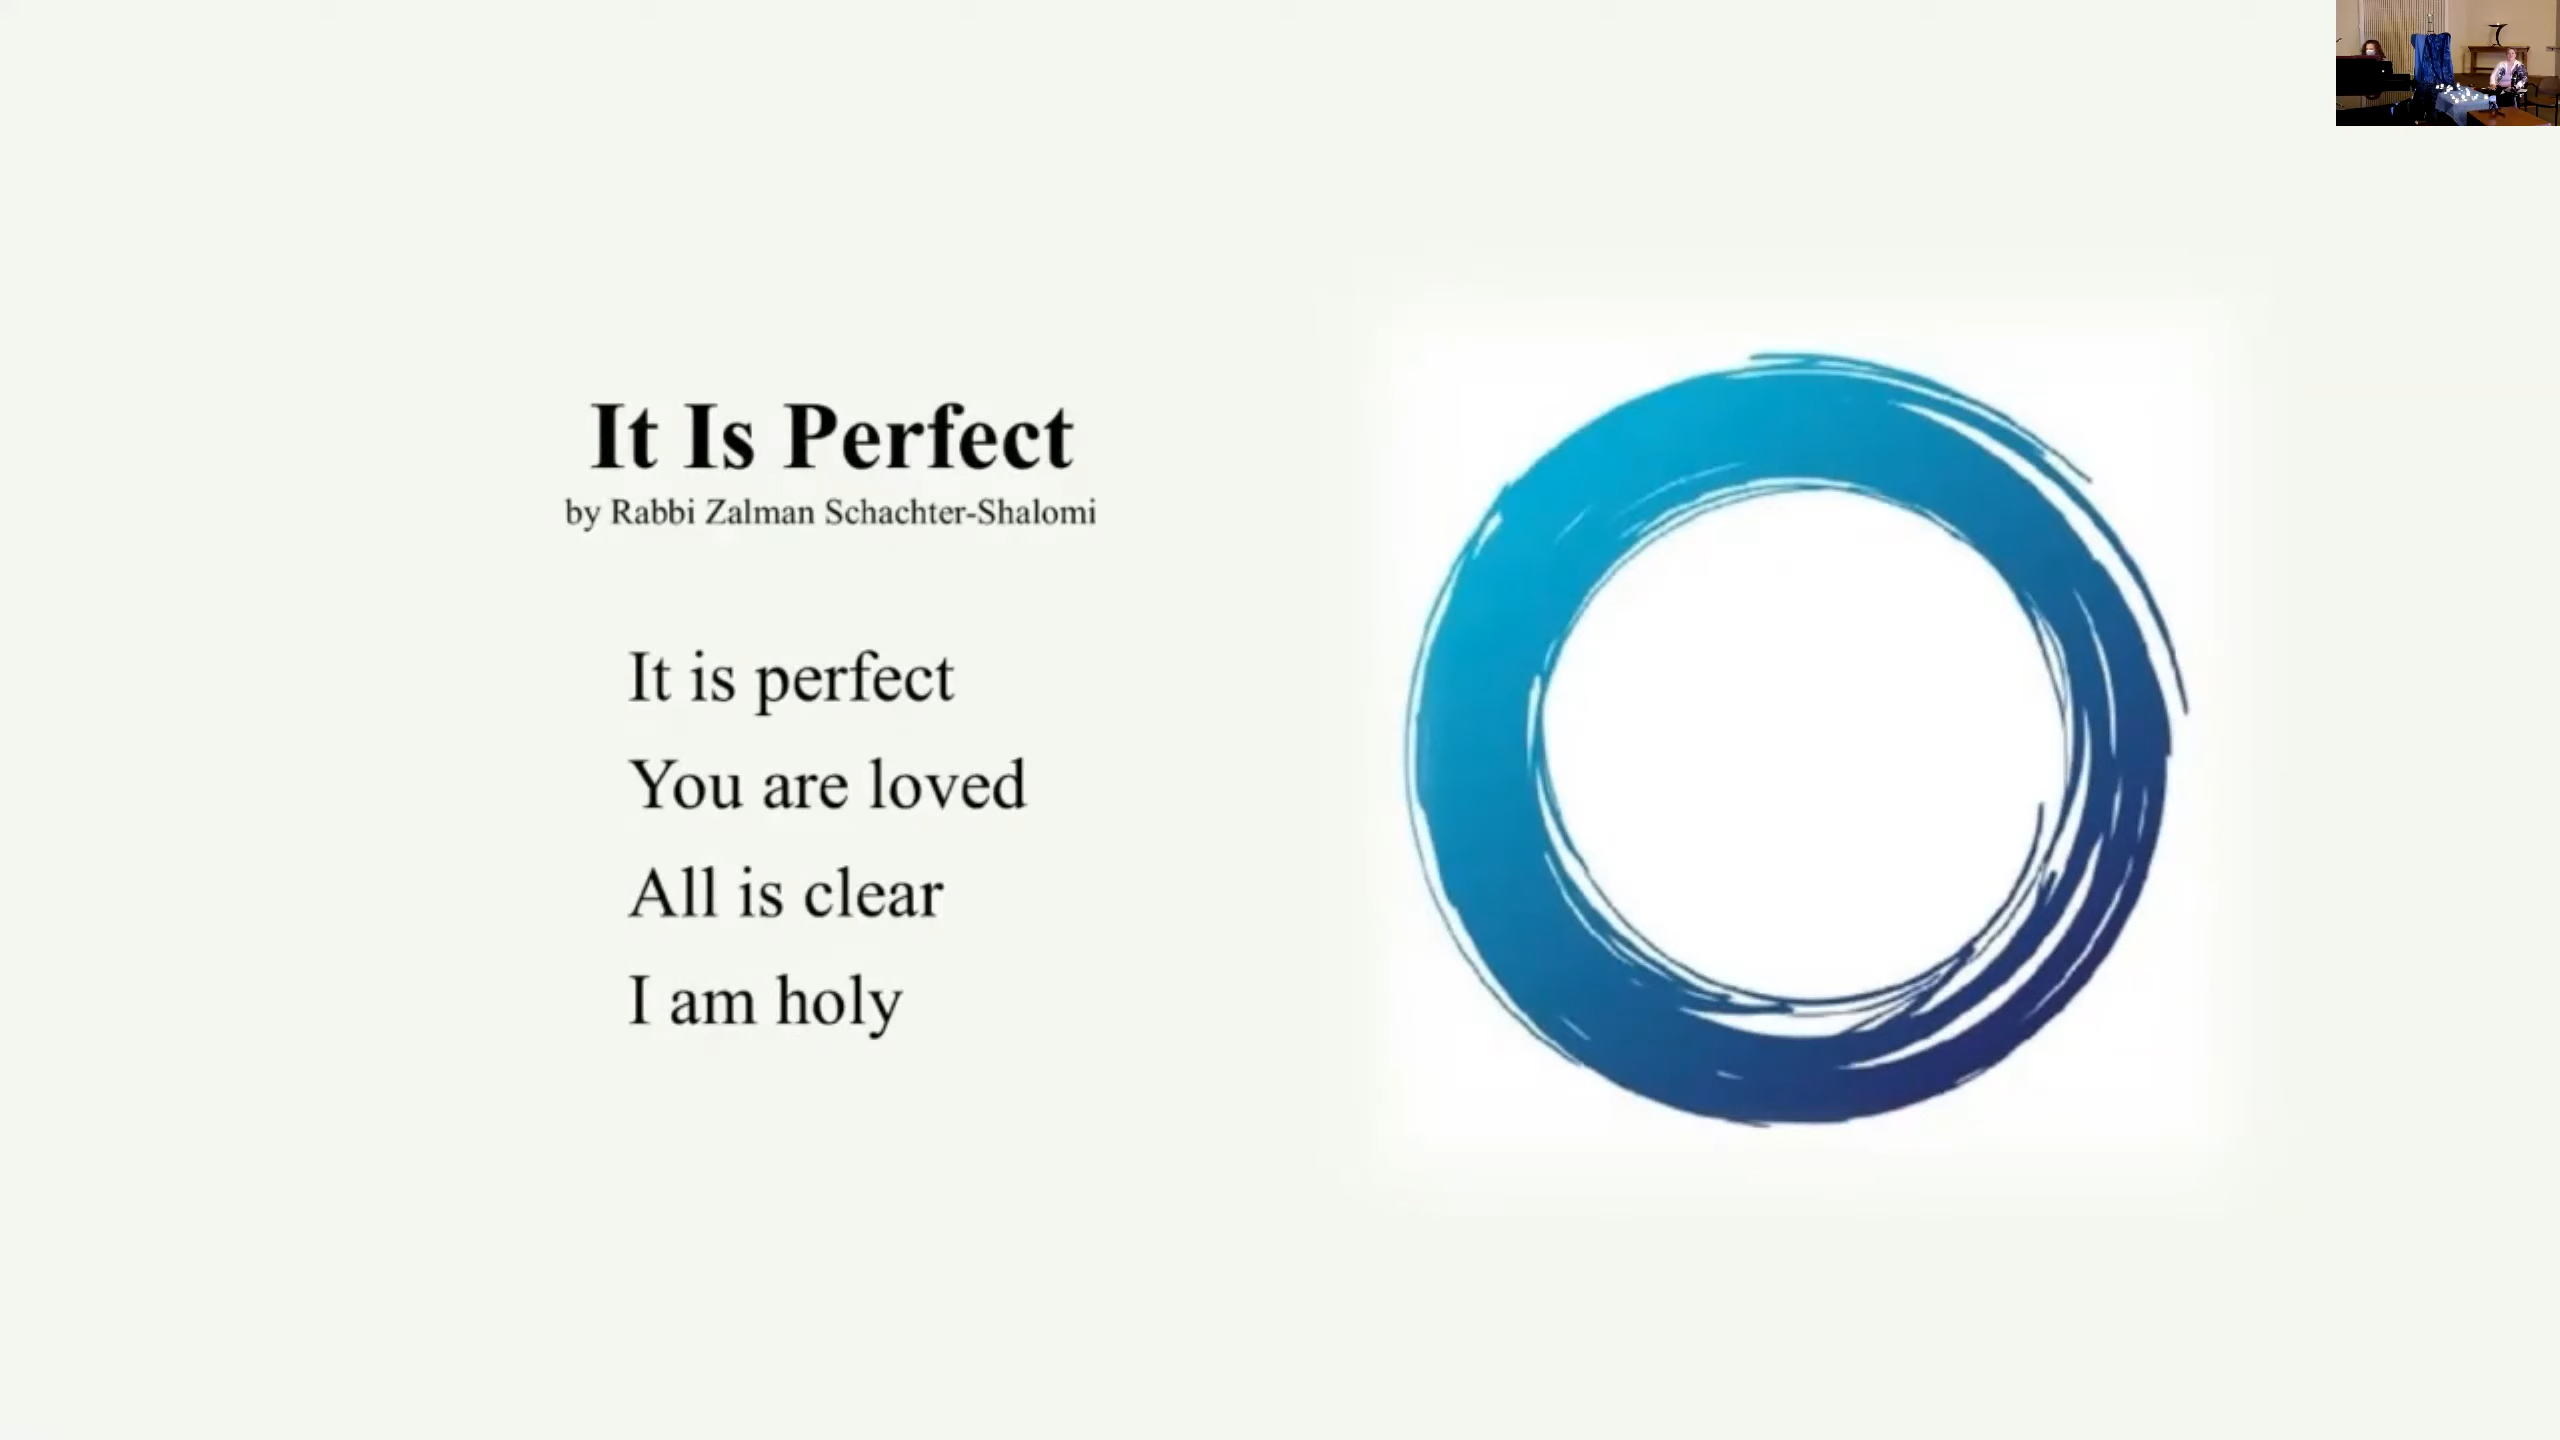 It Is Perfect
by Rabbi Zalman Schachter-Shalomi
It is perfect
You are loved
All is clear
I am holy